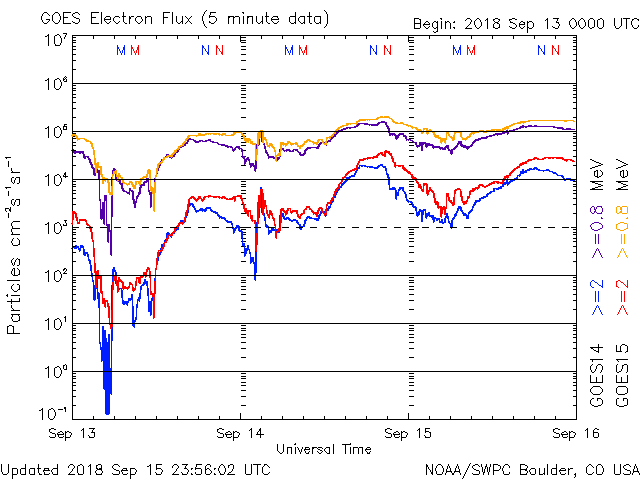 GOES Electron Flux (5 minute data)
Begin: 2018 Sep 13 0000 UTC
10⁷
M M N N M M N N M M N N
10⁶
10⁵
10⁴
10³
10²
10¹
10⁰
10⁻¹
Particles cm⁻²s⁻¹sr⁻¹
GOES14 >=2 >=0.8 MeV
GOES15 >=2 >=0.8 MeV
Sep 13 Sep 14 Sep 15 Sep 16
Universal Time
Updated 2018 Sep 15 23:56:02 UTC
NOAA/SWPC Boulder, CO USA